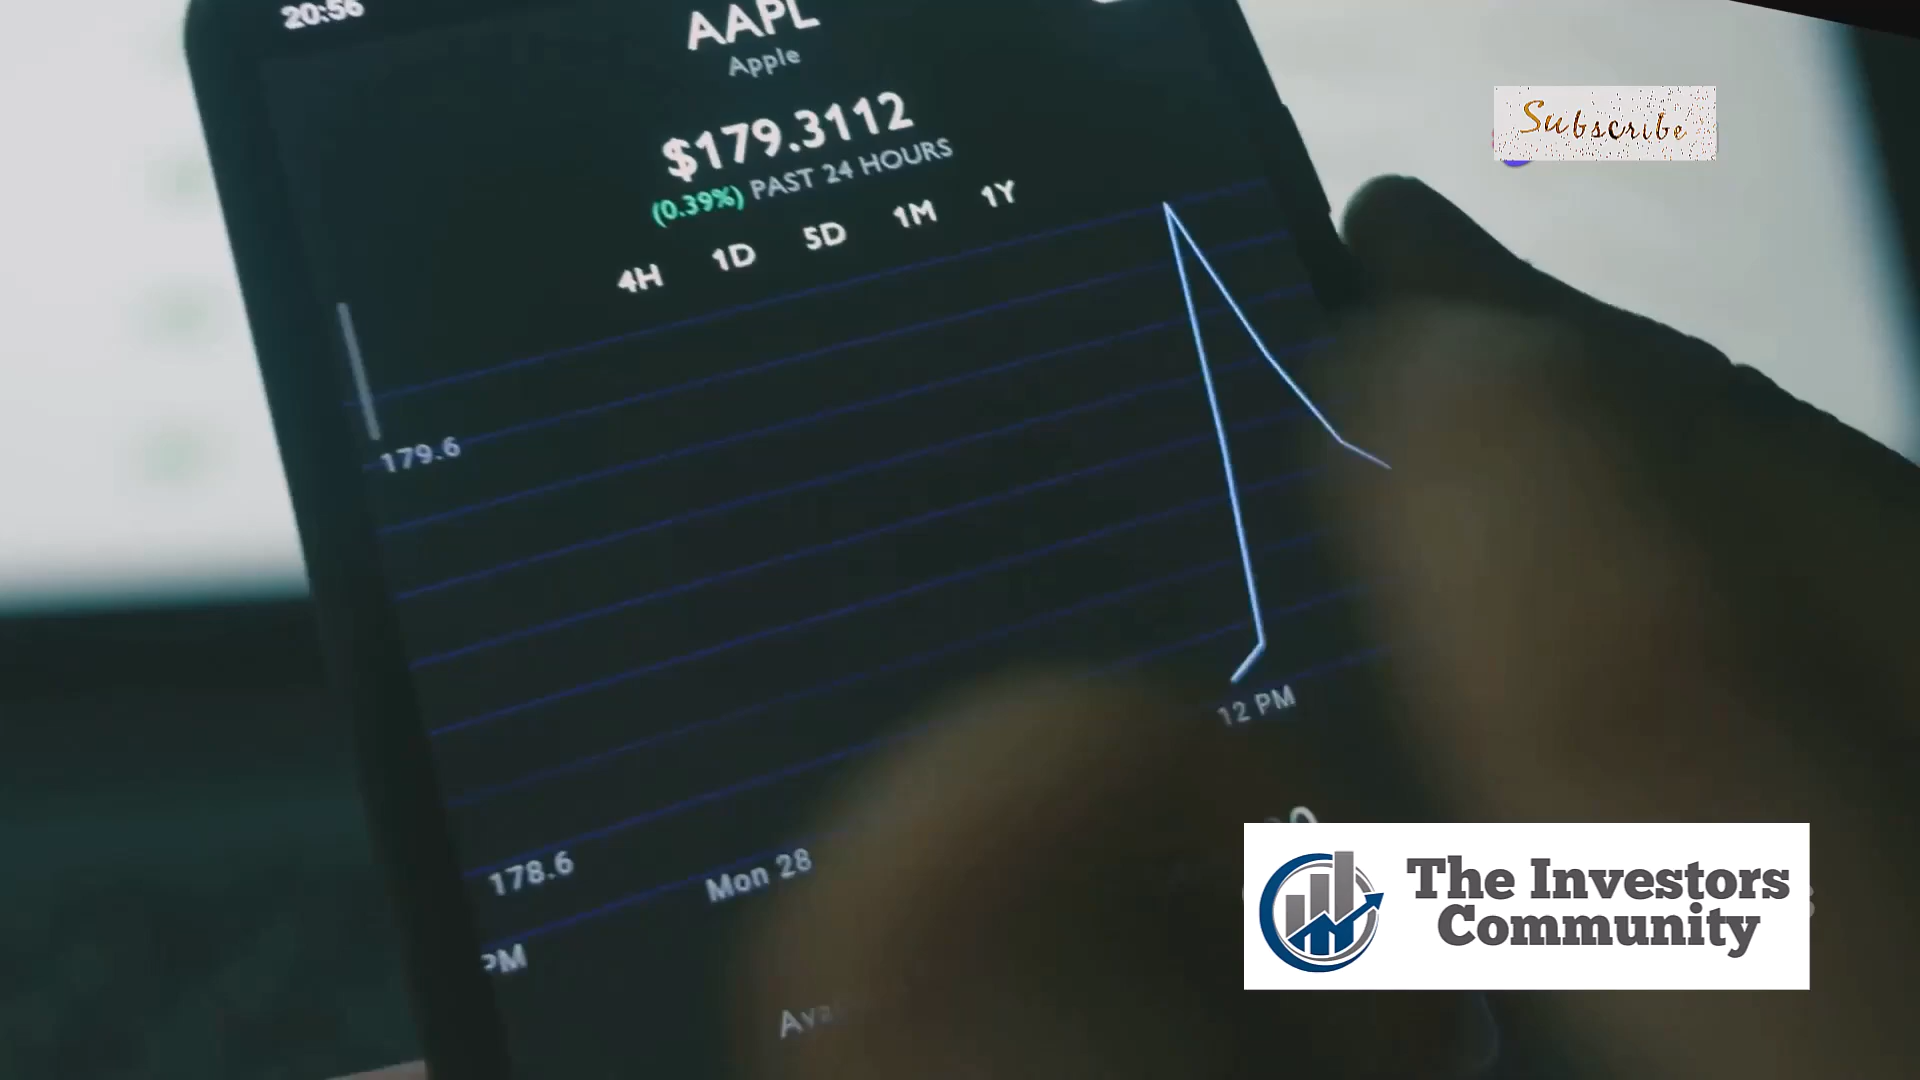 20:56
AAPL
Apple
$179.3112
(0.39%) PAST 24 HOURS
4H 1D 5D 1M 1Y
Subscribe
179.6
12 PM
178.6
Mon 28
PM
The Investors
Community